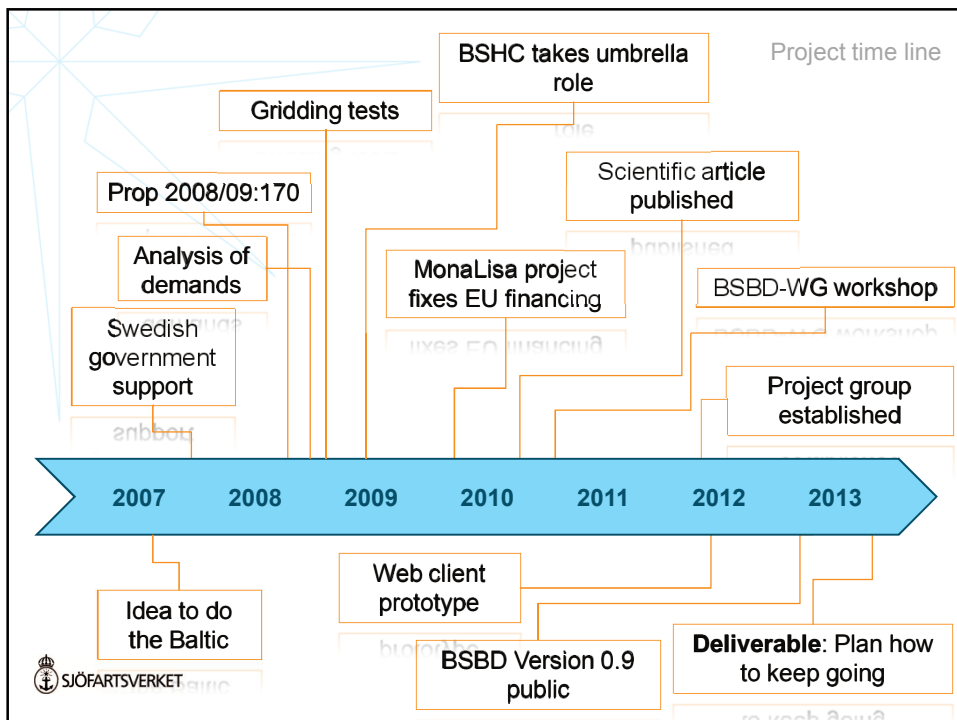 Project time line
BSHC takes umbrella
role
Gridding tests
Scientific article
published
Prop 2008/09:170
Analysis of
demands
MonaLisa project
fixes EU financing
BSBD-WG workshop
Swedish
government
support
Project group
established
2007 2008 2009 2010 2011 2012 2013
Web client
prototype
Idea to do
the Baltic
BSBD Version 0.9
public
Deliverable: Plan how
to keep going
SJÖFARTSVERKET